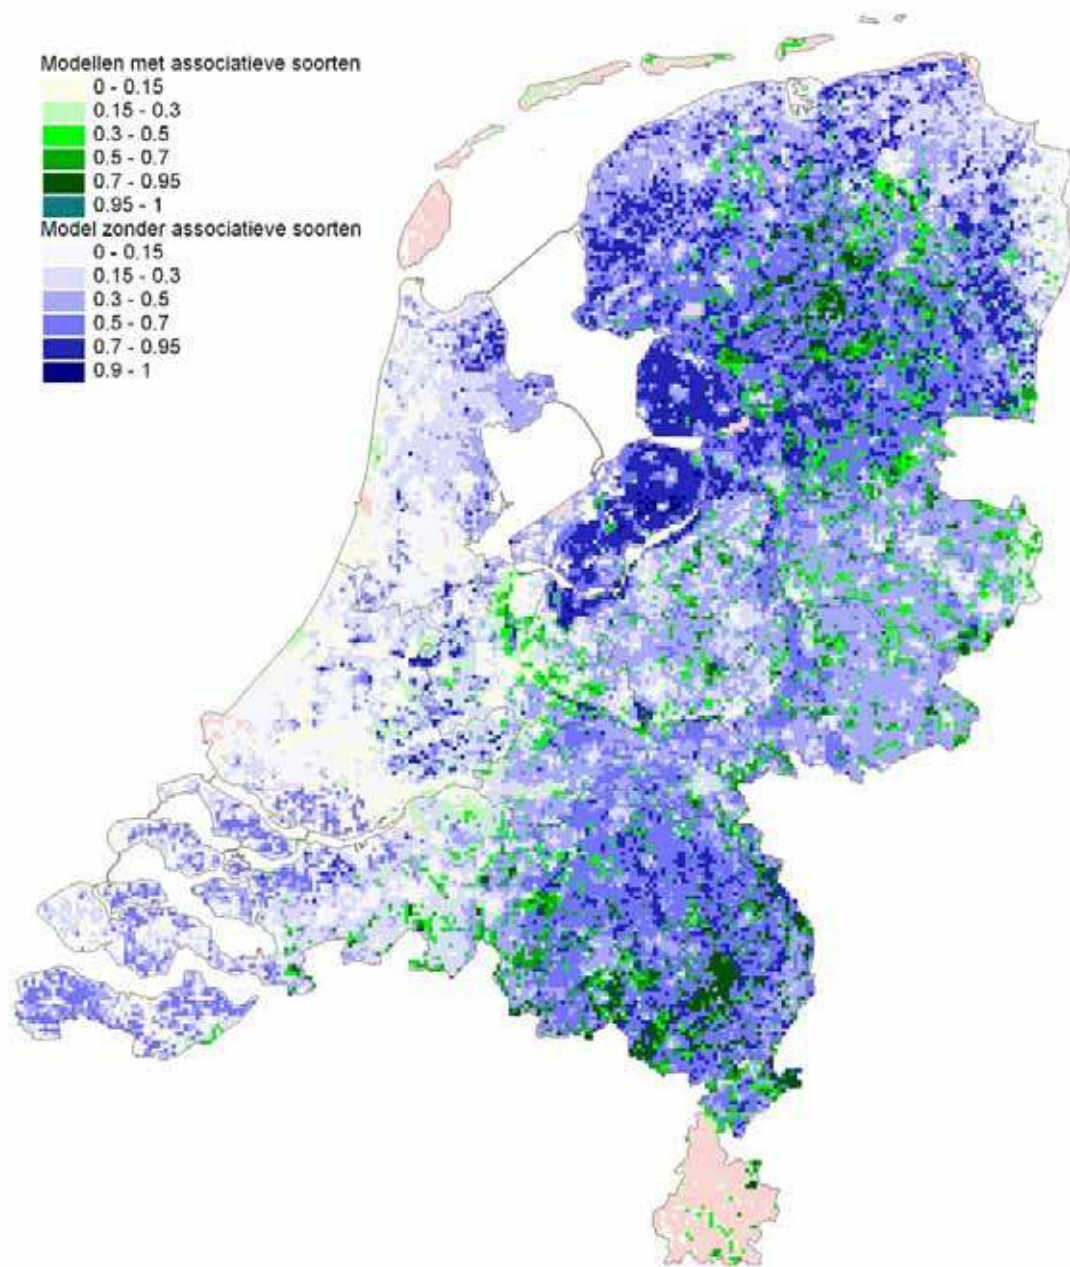 Modellen met associatieve soorten
0 - 0.15
0.15 - 0.3
0.3 - 0.5
0.5 - 0.7
0.7 - 0.95
0.95 - 1
Model zonder associatieve soorten
0 - 0.15
0.15 - 0.3
0.3 - 0.5
0.5 - 0.7
0.7 - 0.95
0.9 - 1